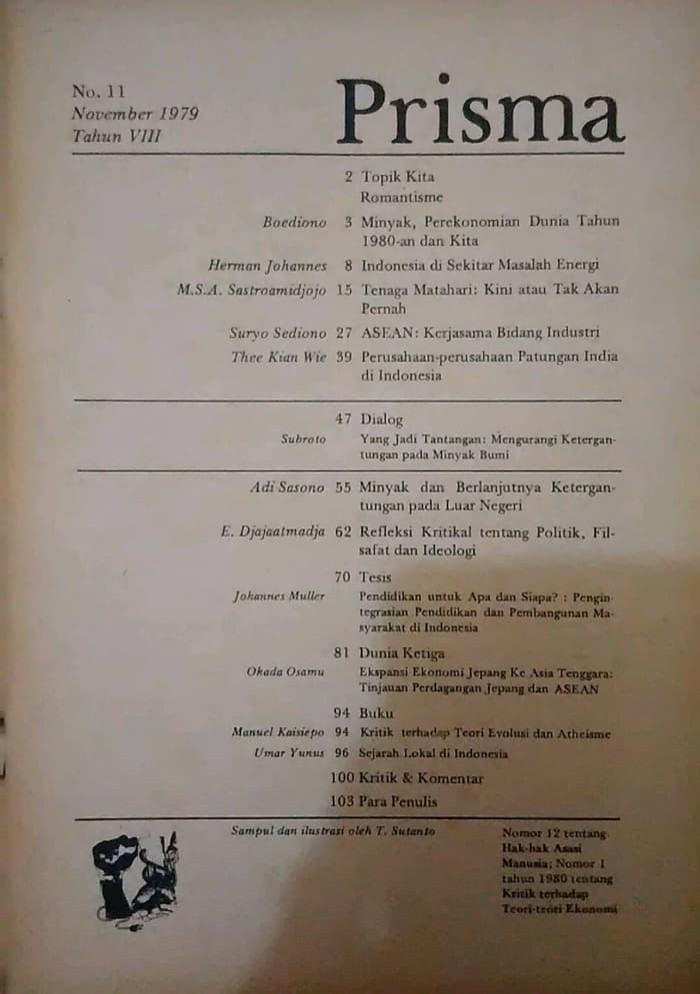 No. 11
November 1979
Tahun VIII
Prisma
2 Topik Kita
Romantisme
Boediono 3 Minyak, Perekonomian Dunia Tahun
1980-an dan Kita
Herman Johannes 8 Indonesia di Sekitar Masalah Energi
M.S.A. Sastroamidjojo 15 Tenaga Matahari: Kini atau Tak Akan
Pernah
Suryo Sediono 27 ASEAN: Kerjasama Bidang Industri
Thee Kian Wie 39 Perusahaan-perusahaan Patungan India
di Indonesia
47 Dialog
Subroto Yang Jadi Tantangan: Mengurangi Ketergan-
tungan pada Minyak Bumi
Adi Sasono 55 Minyak dan Berlanjutnya Ketergan-
tungan pada Luar Negeri
E. Djajaatmadja 62 Refleksi Kritikal tentang Politik, Fil-
safat dan Ideologi
70 Tesis
Johannes Muller Pendidikan untuk Apa dan Siapa? : Pengin-
tegrasian Pendidikan dan Pembangunan Ma-
syarakat di Indonesia
81 Dunia Ketiga
Okada Osamu Ekspansi Ekonomi Jepang Ke Asia Tenggara:
Tinjauan Perdagangan Jepang dan ASEAN
94 Buku
Manuel Kaisiepo 94 Kritik terhadap Teori Evolusi dan Atheisme
Umar Yunus 96 Sejarah Lokal di Indonesia
100 Kritik & Komentar
103 Para Penulis
Sampul dan ilustrasi oleh T. Sutanto
Nomor 12 tentang
Hak-hak Asasi
Manusia; Nomor 1
tahun 1980 tentang
Kritik terhadap
Teori-teori Ekonomi